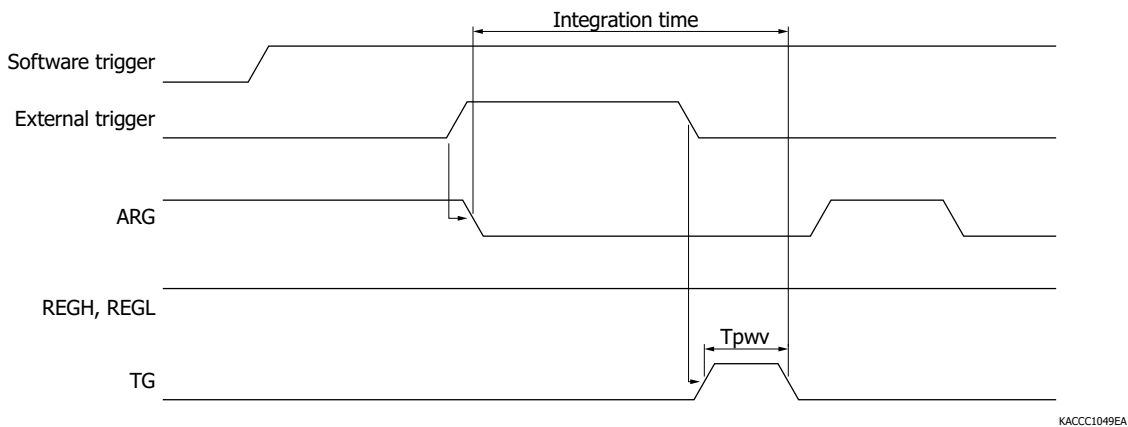 Integration time
Software trigger
External trigger
ARG
REGH, REGL
Tpwv
TG
KACCC1049EA